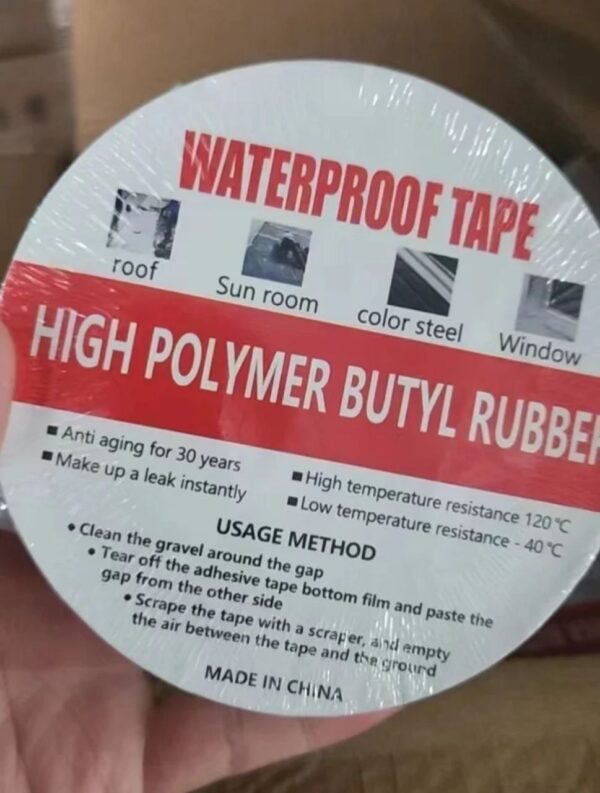 WATERPROOF TAPE
roof
Sun room
color steel
Window
HIGH POLYMER BUTYL RUBBER
■ Anti aging for 30 years
■ Make up a leak instantly
■ High temperature resistance 120℃
■ Low temperature resistance - 40℃
USAGE METHOD
• Clean the gravel around the gap
• Tear off the adhesive tape bottom film and paste the
gap from the other side
• Scrape the tape with a scraper, and empty
the air between the tape and the ground
MADE IN CHINA